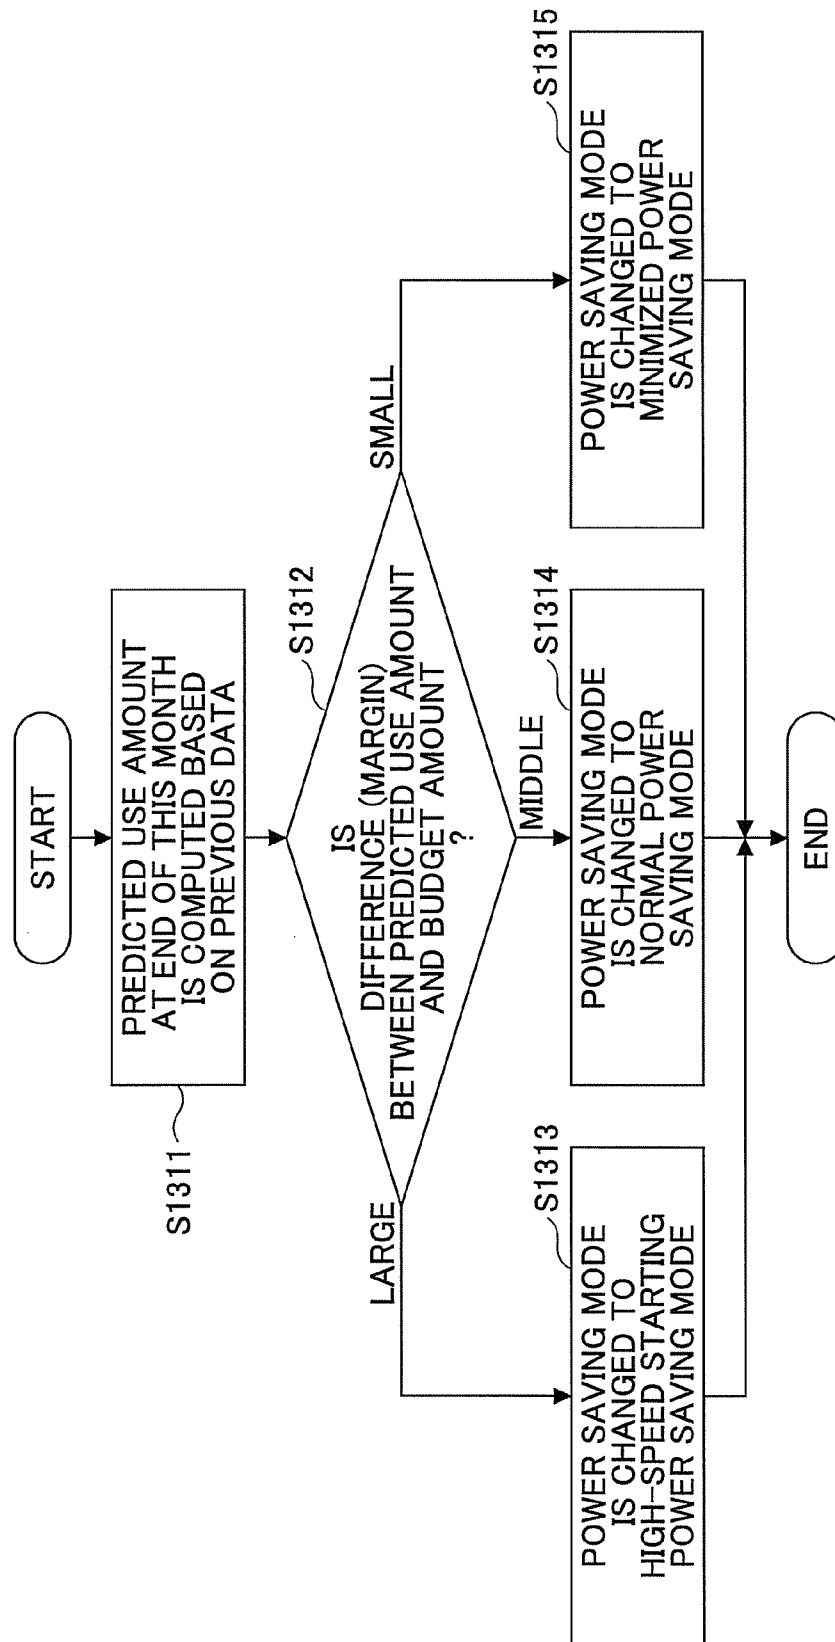 START
PREDICTED USE AMOUNT
AT END OF THIS MONTH
IS COMPUTED BASED
ON PREVIOUS DATA
S1311
IS
DIFFERENCE (MARGIN)
BETWEEN PREDICTED USE AMOUNT
AND BUDGET AMOUNT
?
S1312
LARGE
MIDDLE
SMALL
POWER SAVING MODE
IS CHANGED TO
HIGH-SPEED STARTING
POWER SAVING MODE
S1313
POWER SAVING MODE
IS CHANGED TO
NORMAL POWER
SAVING MODE
S1314
POWER SAVING MODE
IS CHANGED TO
MINIMIZED POWER
SAVING MODE
S1315
END